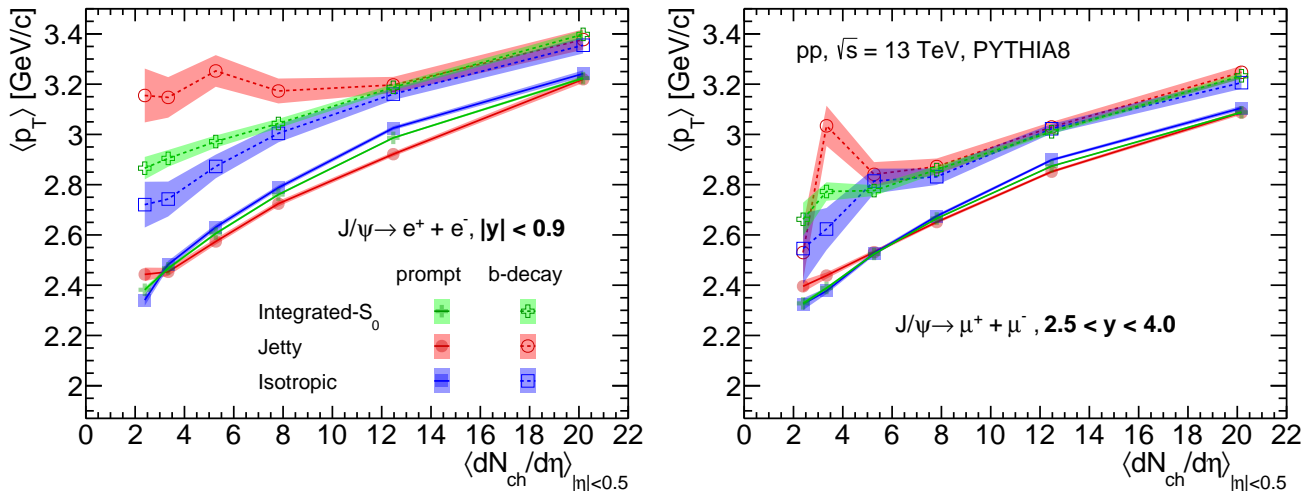 ⟨p_T⟩ [GeV/c]
3.4
3.2
3
2.8
2.6
2.4
2.2
2
J/ψ→ e⁺ + e⁻, |y| < 0.9
prompt b-decay
Integrated-S₀
Jetty
Isotropic
0 2 4 6 8 10 12 14 16 18 20 22
⟨dN_ch/dη⟩_|η|<0.5
⟨p_T⟩ [GeV/c]
3.4
3.2
3
2.8
2.6
2.4
2.2
2
pp, √s = 13 TeV, PYTHIA8
J/ψ→ μ⁺ + μ⁻ , 2.5 < y < 4.0
0 2 4 6 8 10 12 14 16 18 20 22
⟨dN_ch/dη⟩_|η|<0.5